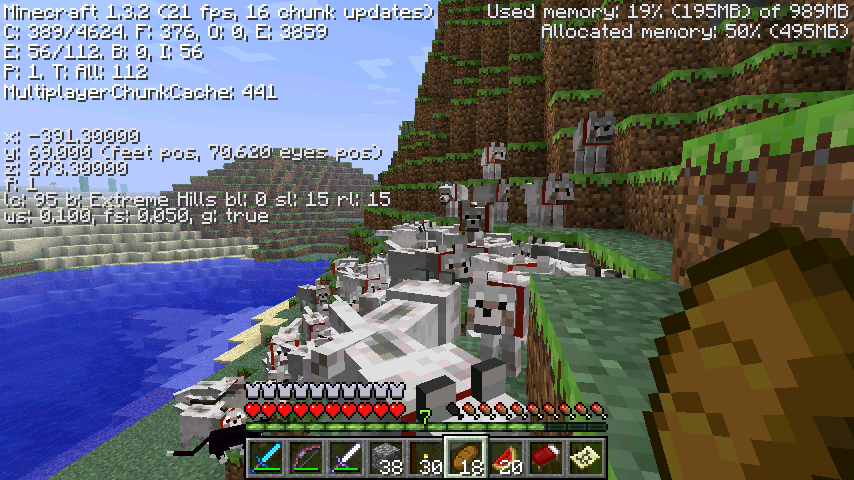 Minecraft 1.3.2 (21 fps, 16 chunk updates)
C: 389/4624, F: 376, O: 0, E: 3859
E: 56/112, B: 0, I: 56
P: 1, T: All: 112
MultiplayerChunkCache: 441
Used memory: 19% (195MB) of 989MB
Allocated memory: 50% (495MB)
x: -391.30000
y: 69.000 (feet pos, 70.620 eyes pos)
z: 273.30000
f: 1
lc: 95 b: Extreme Hills bl: 0 sl: 15 rl: 15
ws: 0.100, fs: 0.050, g: true
7
38 30 18 20